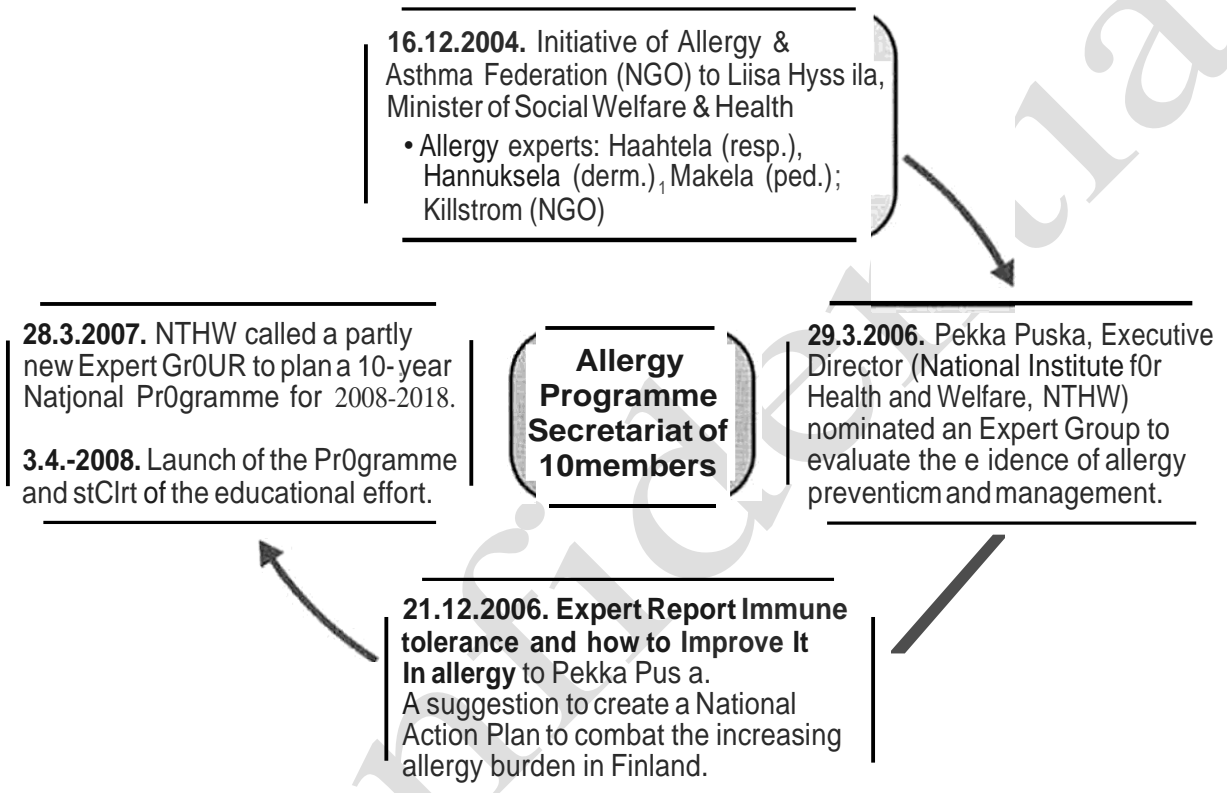 16.12.2004. Initiative of Allergy &
Asthma Federation (NGO) to Liisa Hyss ila,
Minister of Social Welfare & Health
• Allergy experts: Haahtela (resp.),
Hannuksela (derm.)₁ Makela (ped.);
Killstrom (NGO)
29.3.2006. Pekka Puska, Executive
Director (National Institute f0r
Health and Welfare, NTHW)
nominated an Expert Group to
evaluate the e idence of allergy
preventicm and management.
21.12.2006. Expert Report Immune
tolerance and how to Improve It
In allergy to Pekka Pus a.
A suggestion to create a National
Action Plan to combat the increasing
allergy burden in Finland.
28.3.2007. NTHW called a partly
new Expert Gr0UR to plan a 10- year
Natjonal Pr0gramme for 2008-2018.
3.4.-2008. Launch of the Pr0gramme
and stClrt of the educational effort.
Allergy
Programme
Secretariat of
10members